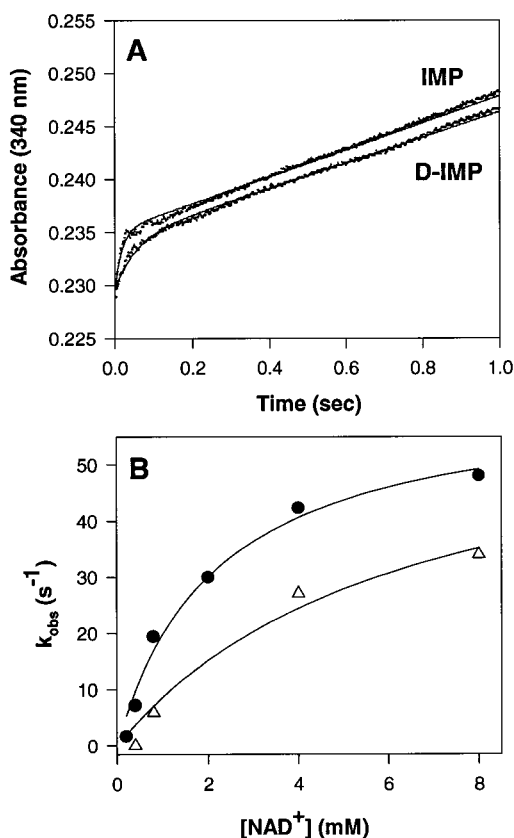 A
0.255
0.250
0.245
0.240
0.235
0.230
0.225
Absorbance (340 nm)
IMP
D-IMP
0.0 0.2 0.4 0.6 0.8 1.0
Time (sec)
B
50
40
30
20
10
0
k_obs (s⁻¹)
0 2 4 6 8
[NAD⁺] (mM)